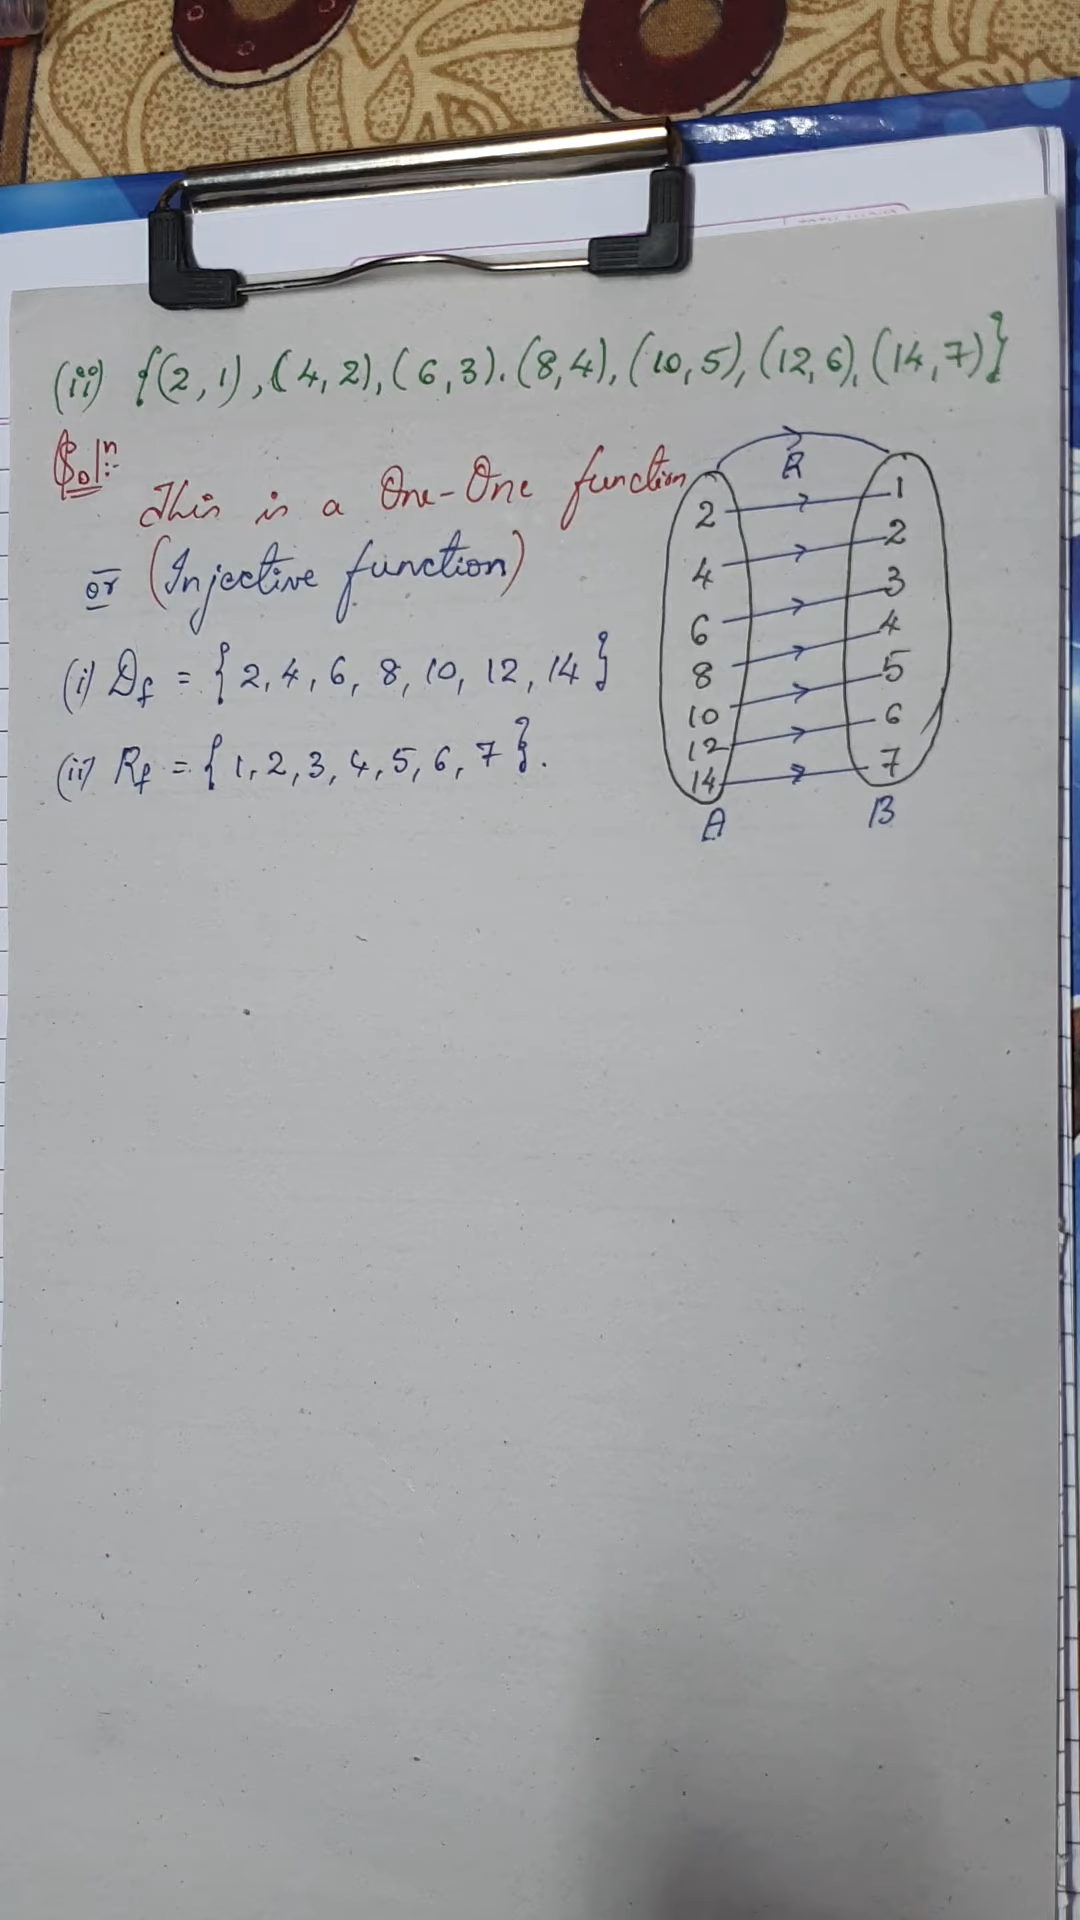 (ii) {(2,1),(4,2),(6,3).(8,4),(10,5),(12,6),(14,7)}
Solⁿ:-
This is a One-One function
or (Injective function)
(i) Df = {2,4,6,8,10,12,14}
(ii) Rf = {1,2,3,4,5,6,7}.
R
2 1
4 2
6 3
8 4
10 5
12 6
14 7
A B